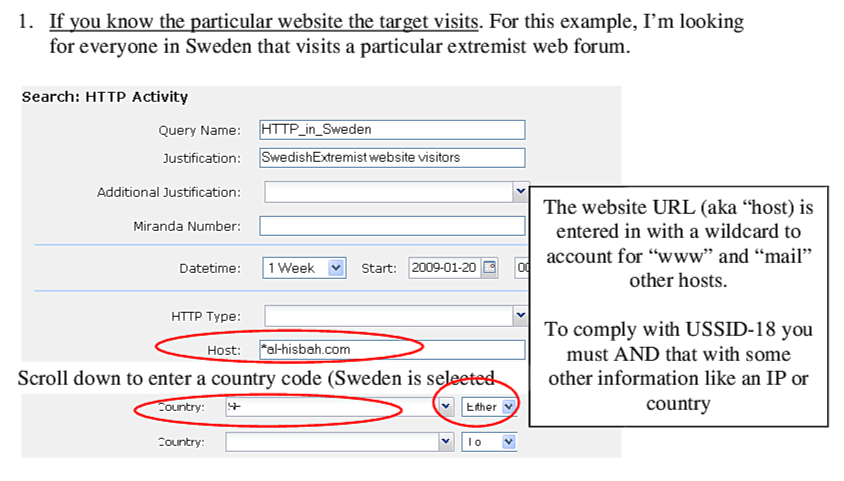 1. If you know the particular website the target visits. For this example, I’m looking
for everyone in Sweden that visits a particular extremist web forum.
Search: HTTP Activity
Query Name: HTTP_in_Sweden
Justification: SwedishExtremist website visitors
Additional Justification:
Miranda Number:
Datetime: 1 Week Start: 2009-01-20 00
HTTP Type:
Host: *al-hisbah.com
The website URL (aka “host) is
entered in with a wildcard to
account for “www” and “mail”
other hosts.
To comply with USSID-18 you
must AND that with some
other information like an IP or
country
Scroll down to enter a country code (Sweden is selected
Country: Either
Country: To